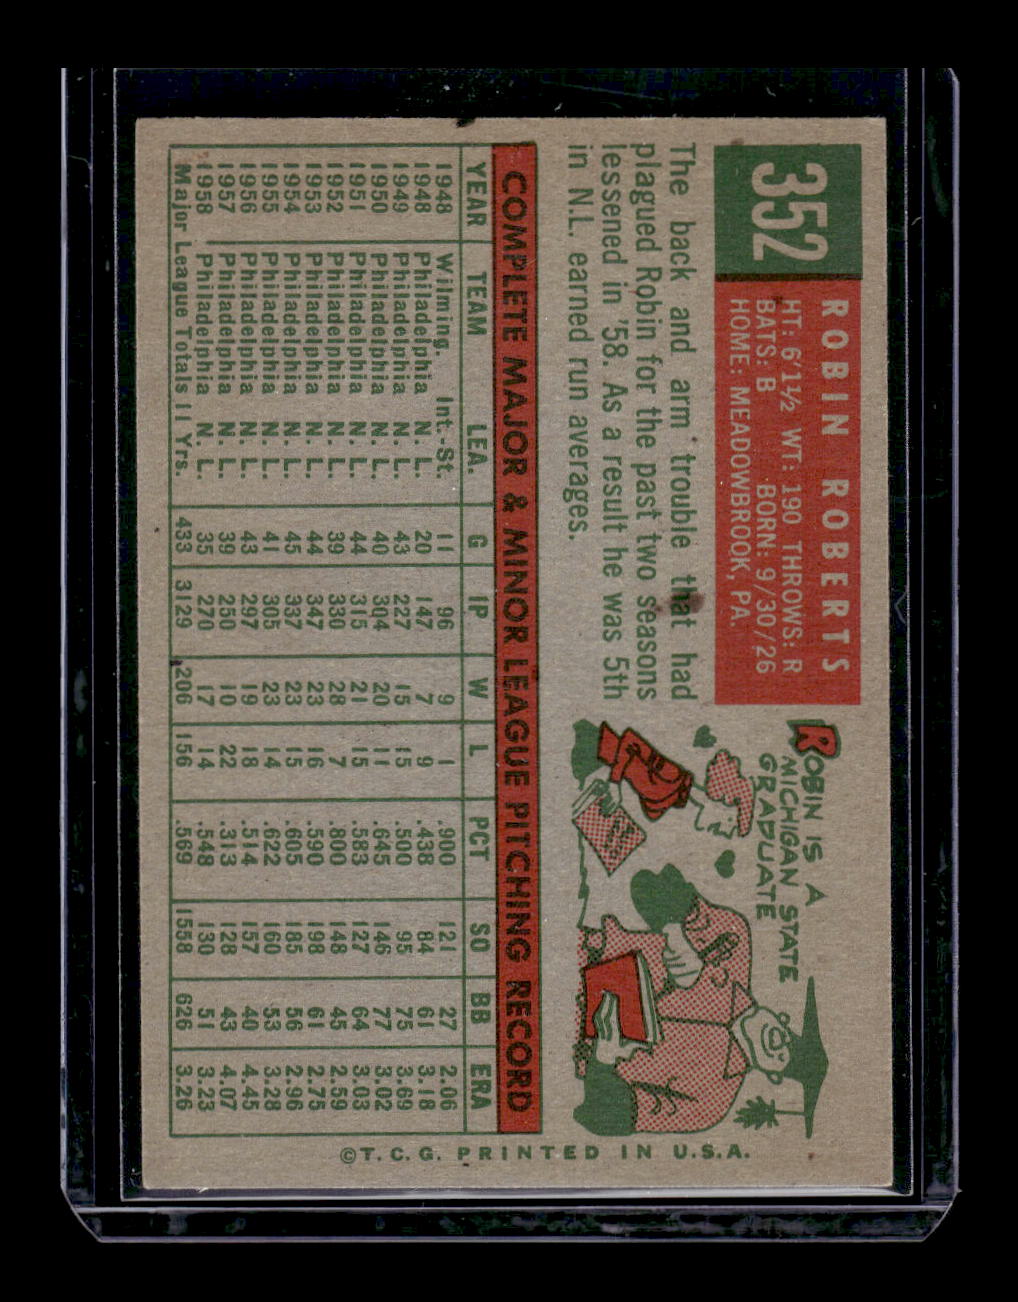 352
ROBIN ROBERTS
HT: 6'1½ WT: 190 THROWS: R
BATS: B BORN: 9/30/26
HOME: MEADOWBROOK, PA.
The back and arm trouble that had
plagued Robin for the past two seasons
lessened in '58. As a result he was 5th
in N.L. earned run averages.
ROBIN IS A
MICHIGAN STATE
GRADUATE
COMPLETE MAJOR & MINOR LEAGUE PITCHING RECORD
YEAR TEAM LEA. G IP W L PCT SO BB ERA
1948 Wilming. Int.-St. 11 96 9 1 .900 121 27 2.06
1948 Philadelphia N. L. 20 147 7 9 .438 84 61 3.18
1949 Philadelphia N. L. 43 227 15 15 .500 95 75 3.69
1950 Philadelphia N. L. 40 304 20 11 .645 146 77 3.02
1951 Philadelphia N. L. 44 315 21 15 .583 127 64 3.03
1952 Philadelphia N. L. 39 330 28 7 .800 148 45 2.59
1953 Philadelphia N. L. 44 347 23 16 .590 198 61 2.75
1954 Philadelphia N. L. 45 337 23 15 .605 185 56 2.96
1955 Philadelphia N. L. 41 305 23 14 .622 160 53 3.28
1956 Philadelphia N. L. 43 297 19 18 .514 157 40 4.45
1957 Philadelphia N. L. 39 250 10 22 .313 128 43 4.07
1958 Philadelphia N. L. 35 270 17 14 .548 130 51 3.23
Major League Totals 11 Yrs. 433 3129 206 156 .569 1558 626 3.26
©T. C. G. PRINTED IN U.S.A.